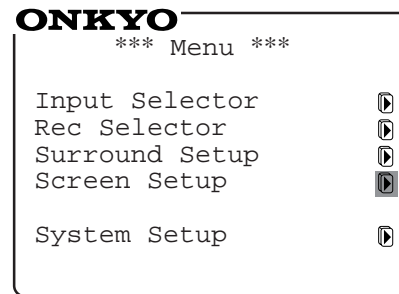 ONKYO
*** Menu ***
Input Selector
Rec Selector
Surround Setup
Screen Setup
System Setup